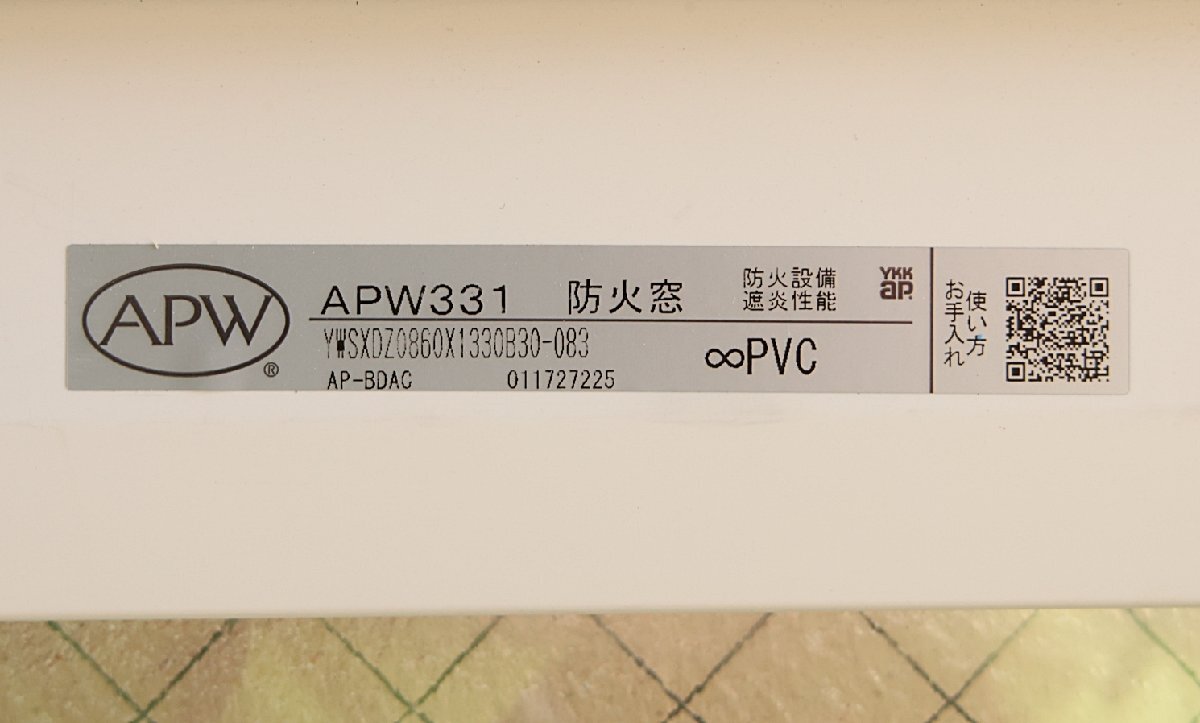 APW®
APW331 防火窓
防火設備
遮炎性能
YKK
ap
YWSXDZ0860X1330B30-083
AP-BDAC 011727225
∞PVC
使い方
お手入れ